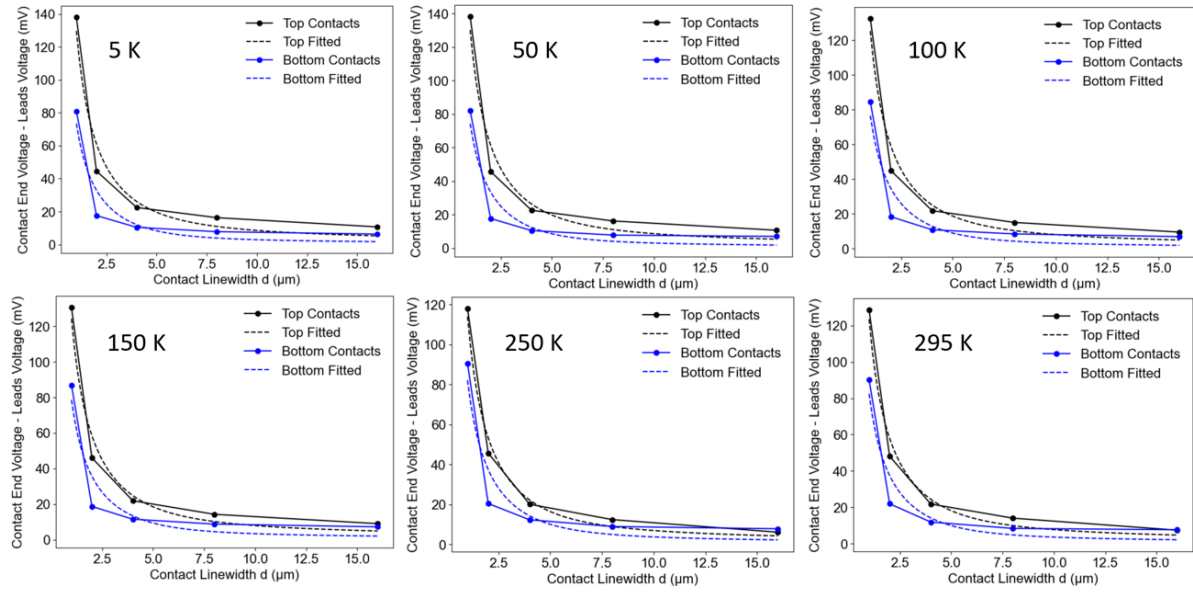 5 K
Top Contacts
Top Fitted
Bottom Contacts
Bottom Fitted
Contact End Voltage - Leads Voltage (mV)
140
120
100
80
60
40
20
0
2.5 5.0 7.5 10.0 12.5 15.0
Contact Linewidth d (μm)
50 K
Top Contacts
Top Fitted
Bottom Contacts
Bottom Fitted
Contact End Voltage - Leads Voltage (mV)
140
120
100
80
60
40
20
0
2.5 5.0 7.5 10.0 12.5 15.0
Contact Linewidth d (μm)
100 K
Top Contacts
Top Fitted
Bottom Contacts
Bottom Fitted
Contact End Voltage - Leads Voltage (mV)
120
100
80
60
40
20
0
2.5 5.0 7.5 10.0 12.5 15.0
Contact Linewidth d (μm)
150 K
Top Contacts
Top Fitted
Bottom Contacts
Bottom Fitted
Contact End Voltage - Leads Voltage (mV)
120
100
80
60
40
20
0
2.5 5.0 7.5 10.0 12.5 15.0
Contact Linewidth d (μm)
250 K
Top Contacts
Top Fitted
Bottom Contacts
Bottom Fitted
Contact End Voltage - Leads Voltage (mV)
120
100
80
60
40
20
0
2.5 5.0 7.5 10.0 12.5 15.0
Contact Linewidth d (μm)
295 K
Top Contacts
Top Fitted
Bottom Contacts
Bottom Fitted
Contact End Voltage - Leads Voltage (mV)
120
100
80
60
40
20
0
2.5 5.0 7.5 10.0 12.5 15.0
Contact Linewidth d (μm)